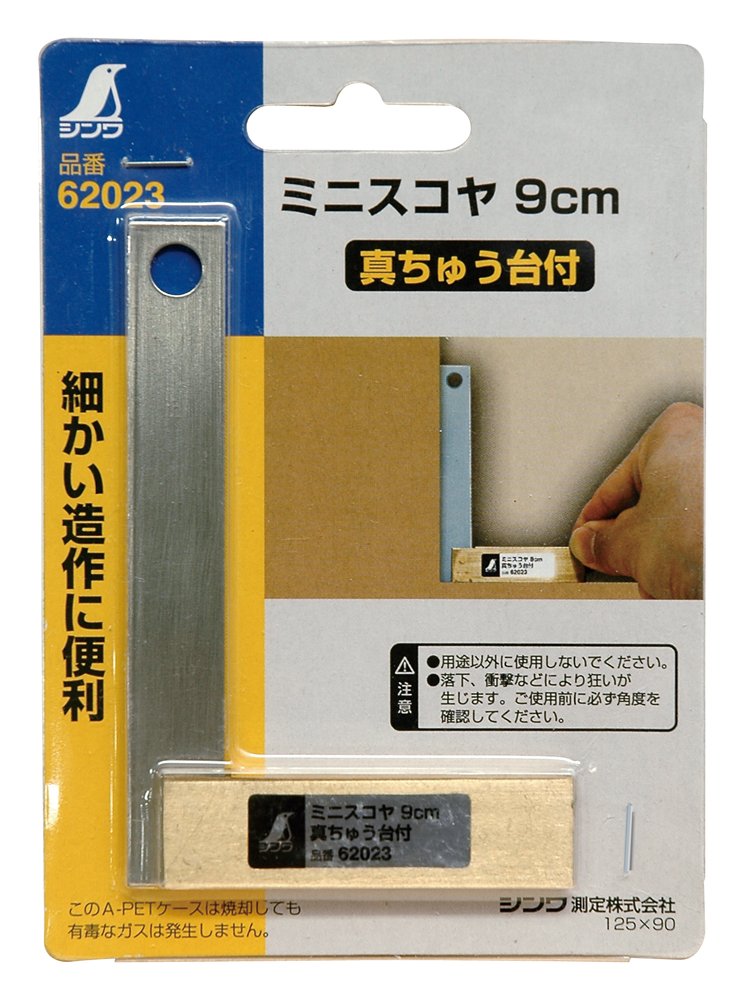 シンワ
品番
62023
ミニスコヤ 9cm
真ちゅう台付
細かい造作に便利
ミニスコヤ 9cm
真ちゅう台付
品番 62023
注意
●用途以外に使用しないでください。
●落下、衝撃などにより狂いが
生じます。ご使用前に必ず角度を
確認してください。
シンワ
ミニスコヤ 9cm
真ちゅう台付
品番 62023
このA-PETケースは焼却しても
有毒なガスは発生しません。
シンワ測定株式会社
125×90